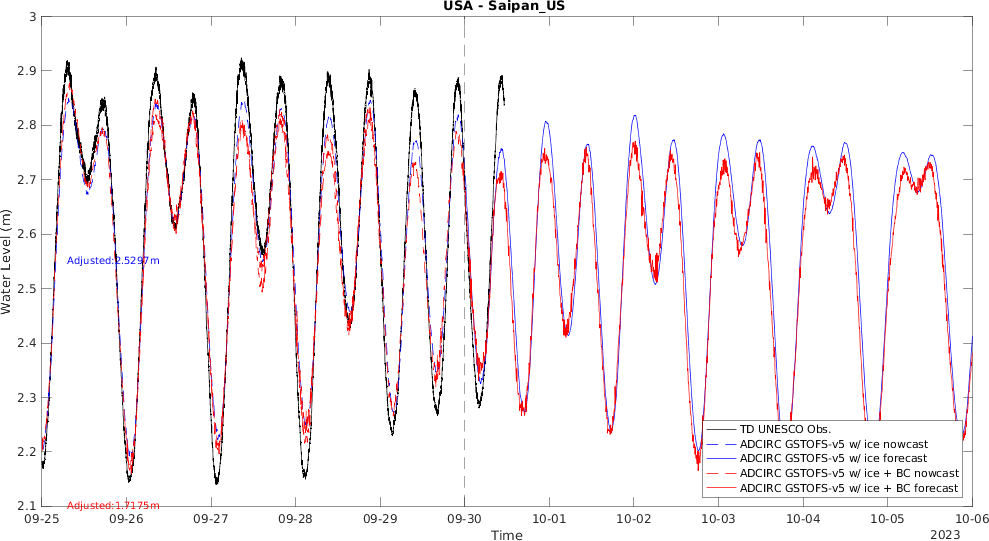 USA - Saipan_US
3
2.9
2.8
2.7
2.6
2.5
2.4
2.3
2.2
2.1
Water Level (m)
Adjusted:2.5297m
Adjusted:1.7175m
TD UNESCO Obs.
ADCIRC GSTOFS-v5 w/ ice nowcast
ADCIRC GSTOFS-v5 w/ ice forecast
ADCIRC GSTOFS-v5 w/ ice + BC nowcast
ADCIRC GSTOFS-v5 w/ ice + BC forecast
09-25 09-26 09-27 09-28 09-29 09-30 10-01 10-02 10-03 10-04 10-05 10-06
Time
2023